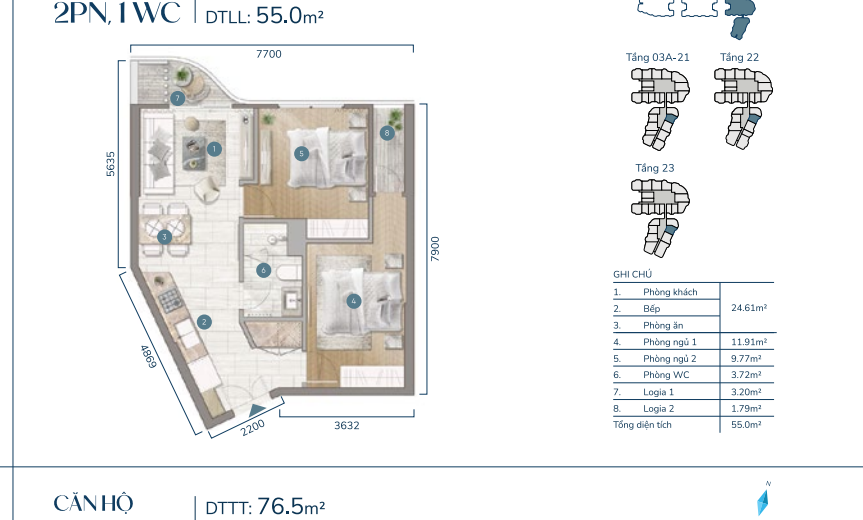 2PN, 1 WC
DTLL: 55.0m²
7700
5635
7900
4869
2200
3632
7
1
5
8
3
6
4
2
Tầng 03A-21
Tầng 22
Tầng 23
GHI CHÚ
1. Phòng khách
2. Bếp 24.61m²
3. Phòng ăn
4. Phòng ngủ 1 11.91m²
5. Phòng ngủ 2 9.77m²
6. Phòng WC 3.72m²
7. Logia 1 3.20m²
8. Logia 2 1.79m²
Tổng diện tích 55.0m²
CĂN HỘ
DTTT: 76.5m²
N